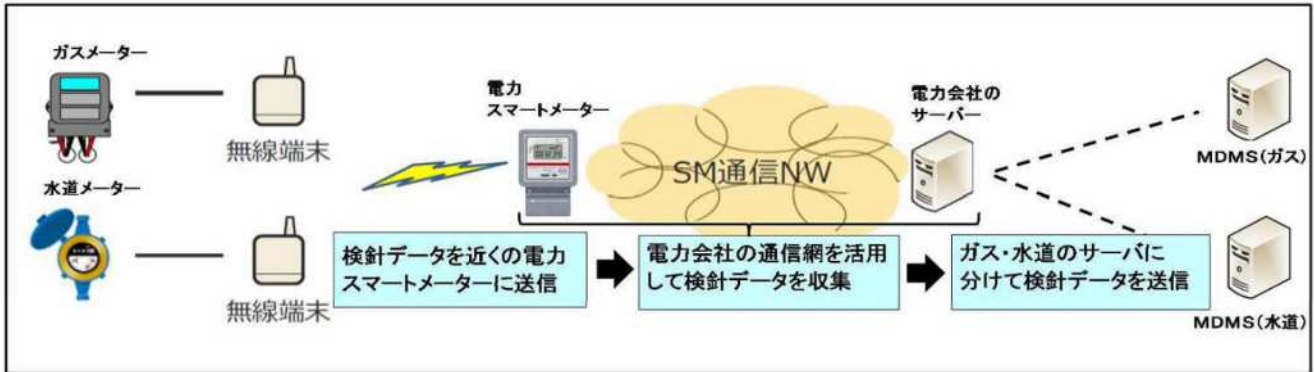 ガスメーター
無線端末
水道メーター
無線端末
電力
スマートメーター
SM通信NW
電力会社の
サーバー
MDMS(ガス)
MDMS(水道)
検針データを近くの電力
スマートメーターに送信
電力会社の通信網を活用
して検針データを収集
ガス・水道のサーバに
分けて検針データを送信